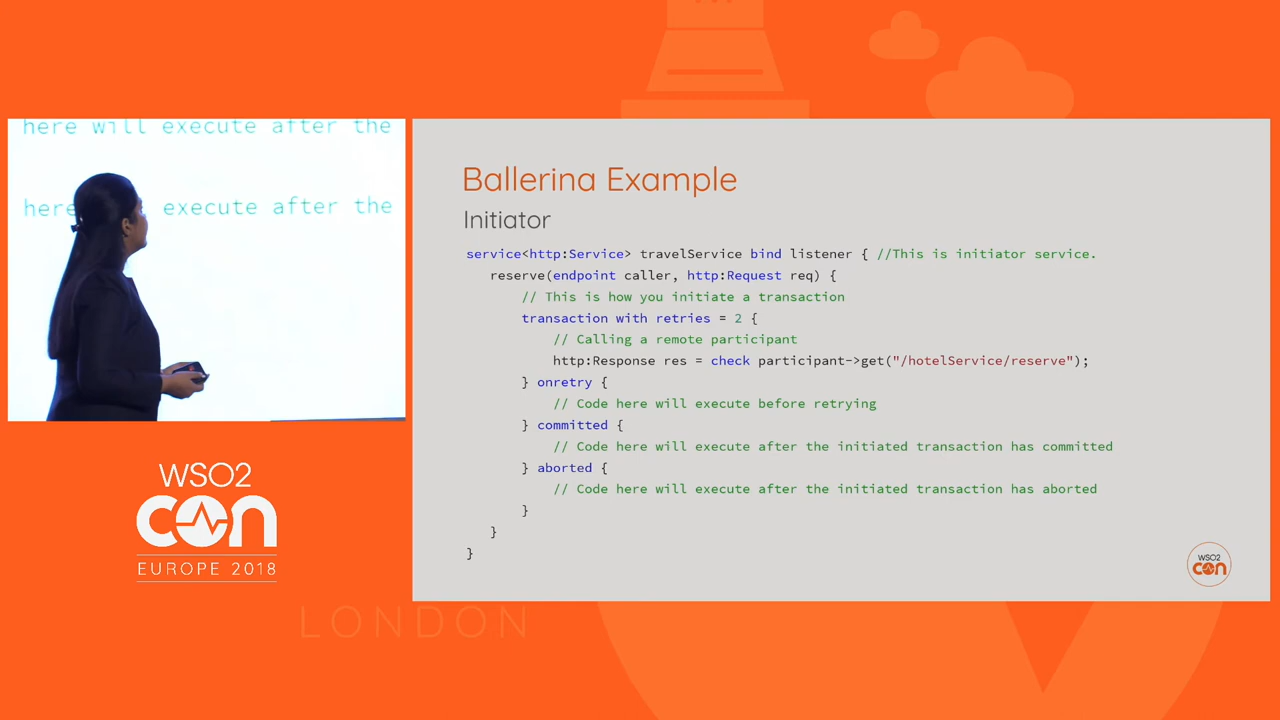 here will execute after the
here execute after the
WSO2
CON
EUROPE 2018
LONDON
Ballerina Example
Initiator
service<http:Service> travelService bind listener { //This is initiator service.
reserve(endpoint caller, http:Request req) {
// This is how you initiate a transaction
transaction with retries = 2 {
// Calling a remote participant
http:Response res = check participant->get("/hotelService/reserve");
} onretry {
// Code here will execute before retrying
} committed {
// Code here will execute after the initiated transaction has committed
} aborted {
// Code here will execute after the initiated transaction has aborted
}
}
}
WSO2
con